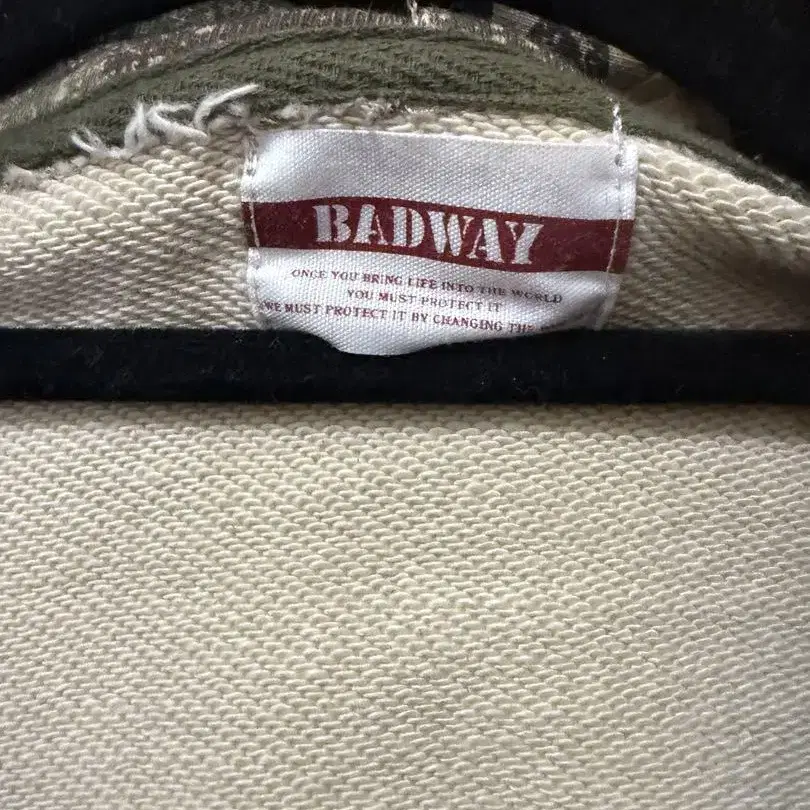 BADWAY
ONCE YOU BRING LIFE INTO THE WORLD
YOU MUST PROTECT IT
WE MUST PROTECT IT BY CHANGING THE